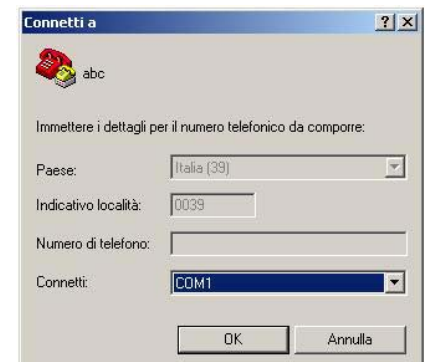 Connetti a
abc
Immettere i dettagli per il numero telefonico da comporre:
Paese: Italia (39)
Indicativo località: 0039
Numero di telefono:
Connetti: COM1
OK Annulla